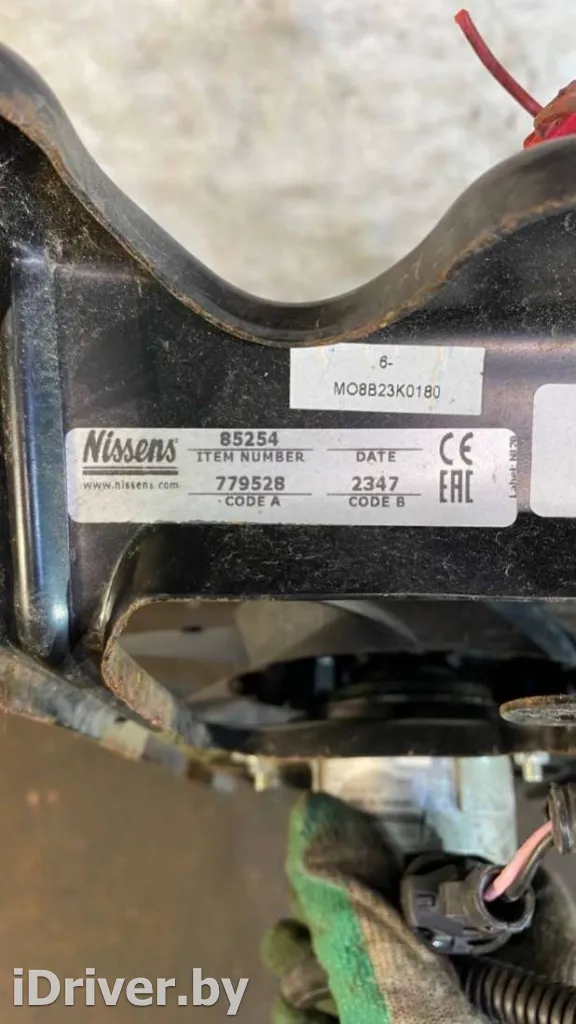 6-
MO8B23K0180
Nissens
www.nissens.com
85254
ITEM NUMBER
DATE
779528
2347
CODE A
CODE B
CE
EAC
iDriver.by